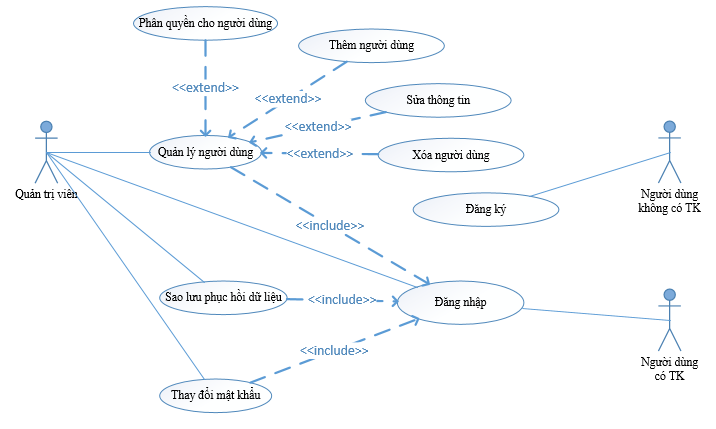 Phân quyền cho người dùng
Thêm người dùng
<<extend>>
<<extend>>
Sửa thông tin
<<extend>>
Quản lý người dùng
<<extend>>
Xóa người dùng
Quản trị viên
Người dùng
không có TK
Đăng ký
<<include>>
Sao lưu phục hồi dữ liệu
<<include>>
Đăng nhập
<<include>>
Người dùng
có TK
Thay đổi mật khẩu